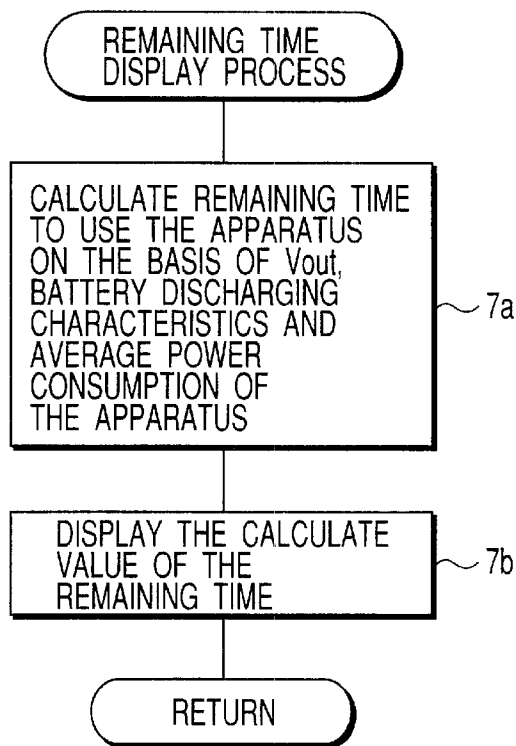 REMAINING TIME
DISPLAY PROCESS
CALCULATE REMAINING TIME
TO USE THE APPARATUS
ON THE BASIS OF Vout,
BATTERY DISCHARGING
CHARACTERISTICS AND
AVERAGE POWER
CONSUMPTION OF
THE APPARATUS
7a
DISPLAY THE CALCULATE
VALUE OF THE
REMAINING TIME
7b
RETURN